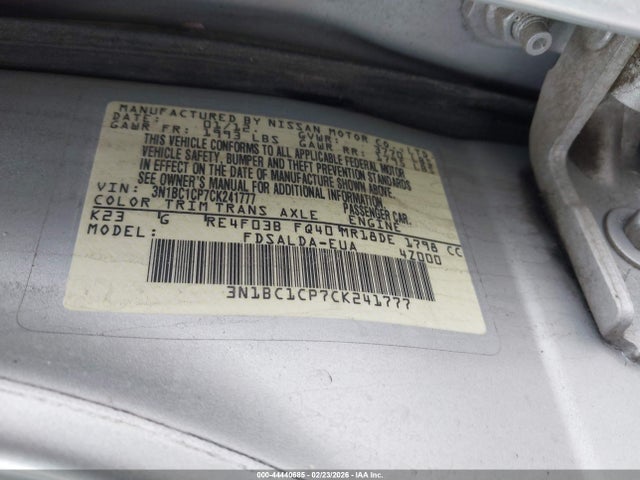 MANUFACTURED BY NISSAN MOTOR CO., LTD.
DATE: GVWR: LBS
GAWR FR: LBS GAWR RR: LBS
THIS VEHICLE CONFORMS TO ALL APPLICABLE FEDERAL MOTOR
VEHICLE SAFETY, BUMPER AND THEFT PREVENTION STANDARDS
IN EFFECT ON THE DATE OF MANUFACTURE SHOWN ABOVE.
SEE OWNER'S MANUAL FOR ADDITIONAL INFORMATION
VIN: 3N1BC1CP7CK241777 PASSENGER CAR
COLOR TRIM TRANS AXLE ENGINE
K23 G RE4F03B FQ40 MR18DE 1798 CC
MODEL: FDSALDA-EUA 4Z000
3N1BC1CP7CK241777
000-44440685 02/23/2026 - IAA, Inc.